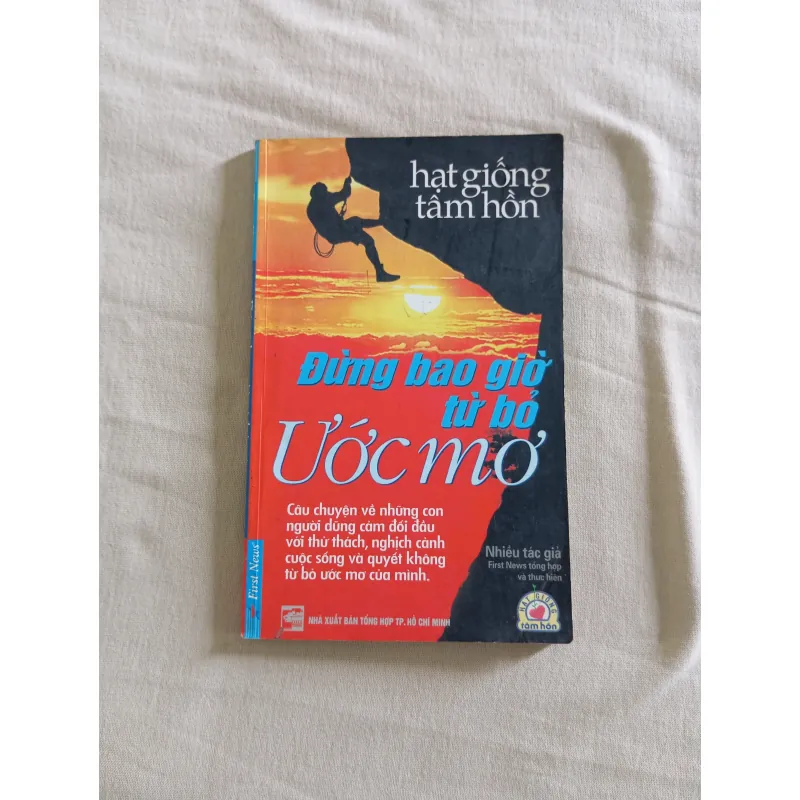 hạt giống
tâm hồn
Đừng bao giờ
từ bỏ
Ước mơ
Câu chuyện về những con
người dũng cảm đối đầu
với thử thách, nghịch cảnh
cuộc sống và quyết không
từ bỏ ước mơ của mình.
Nhiều tác giả
First News tổng hợp
và thực hiện
First News
NHÀ XUẤT BẢN TỔNG HỢP TP. HỒ CHÍ MINH
HẠT GIỐNG
tâm hồn